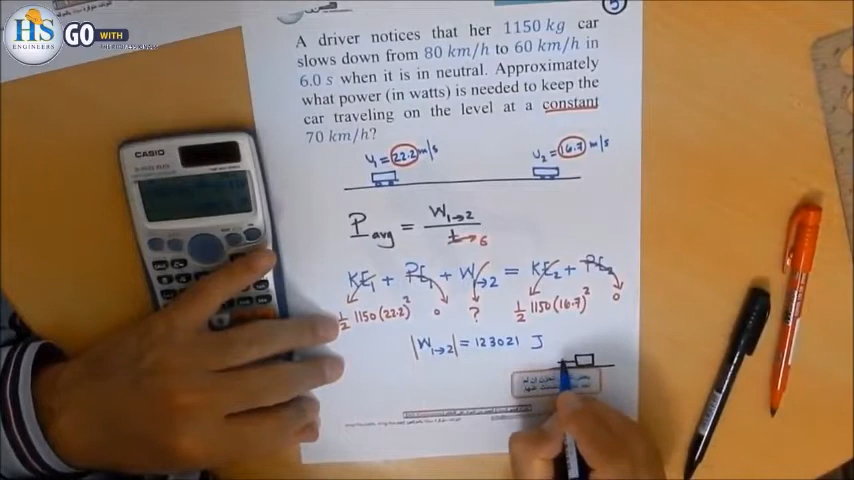 HS
ENGINEERS
GO WITH
5
A driver notices that her 1150 kg car
slows down from 80 km/h to 60 km/h in
6.0 s when it is in neutral. Approximately
what power (in watts) is needed to keep the
car traveling on the level at a constant
70 km/h?
V₁ = 22.2 m/s
V₂ = 16.7 m/s
P avg = W₁→₂ / t → 6
KE₁ + PE₁ + W₁→₂ = KE₂ + PE₂
½ 1150(22.2)² 0 ? ½ 1150(16.7)² 0
|W₁→₂| = 123021 J
CASIO